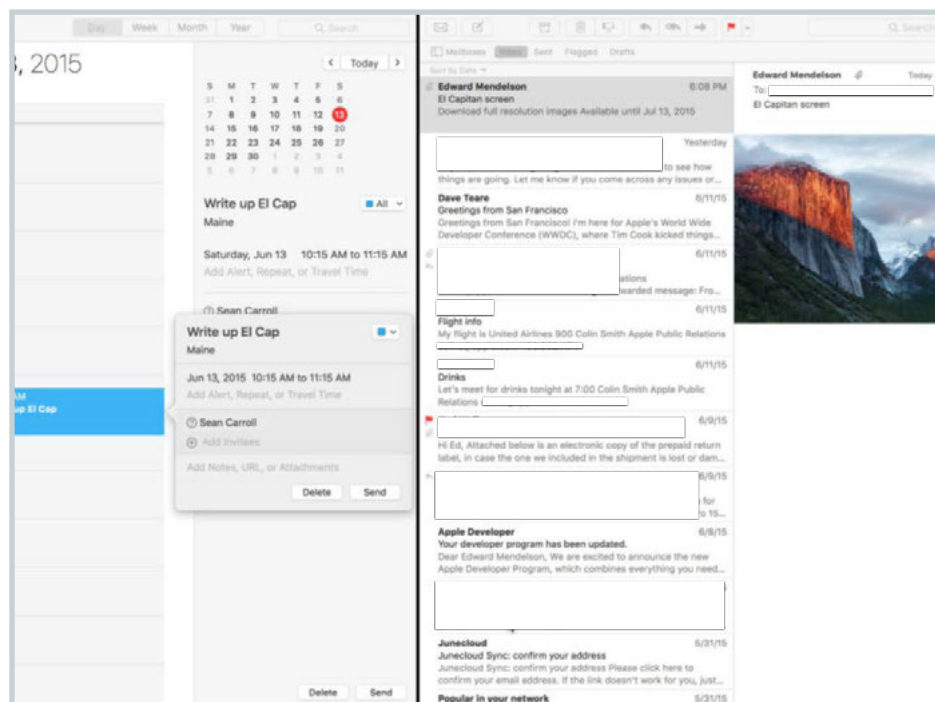 Day Week Month Year Search
3, 2015
< Today >
S M T W T F S
31 1 2 3 4 5 6
7 8 9 10 11 12 13
14 15 16 17 18 19 20
21 22 23 24 25 26 27
28 29 30 1 2 3 4
5 6 7 8 9 10 11
Write up El Cap
All
Maine
Saturday, Jun 13 10:15 AM to 11:15 AM
Add Alert, Repeat, or Travel Time
Sean Carroll
AM
up El Cap
Write up El Cap
Maine
Jun 13, 2015 10:15 AM to 11:15 AM
Add Alert, Repeat, or Travel Time
Sean Carroll
Add Invitees
Add Notes, URL, or Attachments
Delete Send
Delete Send
Search
Mailboxes Inbox Sent Flagged Drafts
Sort by Date
Edward Mendelson 6:08 PM
El Capitan screen
Download full resolution images Available until Jul 13, 2015
Yesterday
to see how
things are going. Let me know if you come across any issues or...
Dave Teare 6/11/15
Greetings from San Francisco
Greetings from San Francisco! I'm here for Apple's World Wide
Developer Conference (WWDC), where Tim Cook kicked things...
6/11/15
ations
warded message: Fro...
6/11/15
Flight info
My flight is United Airlines 900 Colin Smith Apple Public Relations
6/11/15
Drinks
Let's meet for drinks tonight at 7:00 Colin Smith Apple Public
Relations
6/9/15
Hi Ed, Attached below is an electronic copy of the prepaid return
label, in case the one we included in the shipment is lost or dam...
6/9/15
for
ro 15...
Apple Developer 6/8/15
Your developer program has been updated.
Dear Edward Mendelson, We are excited to announce the new
Apple Developer Program, which combines everything you need...
Junecloud 5/31/15
Junecloud Sync: confirm your address
Junecloud Sync: confirm your address Please click here to
confirm your email address. If the link doesn't work for you, just...
Popular in your network 5/31/15
Edward Mendelson Today
To:
El Capitan screen